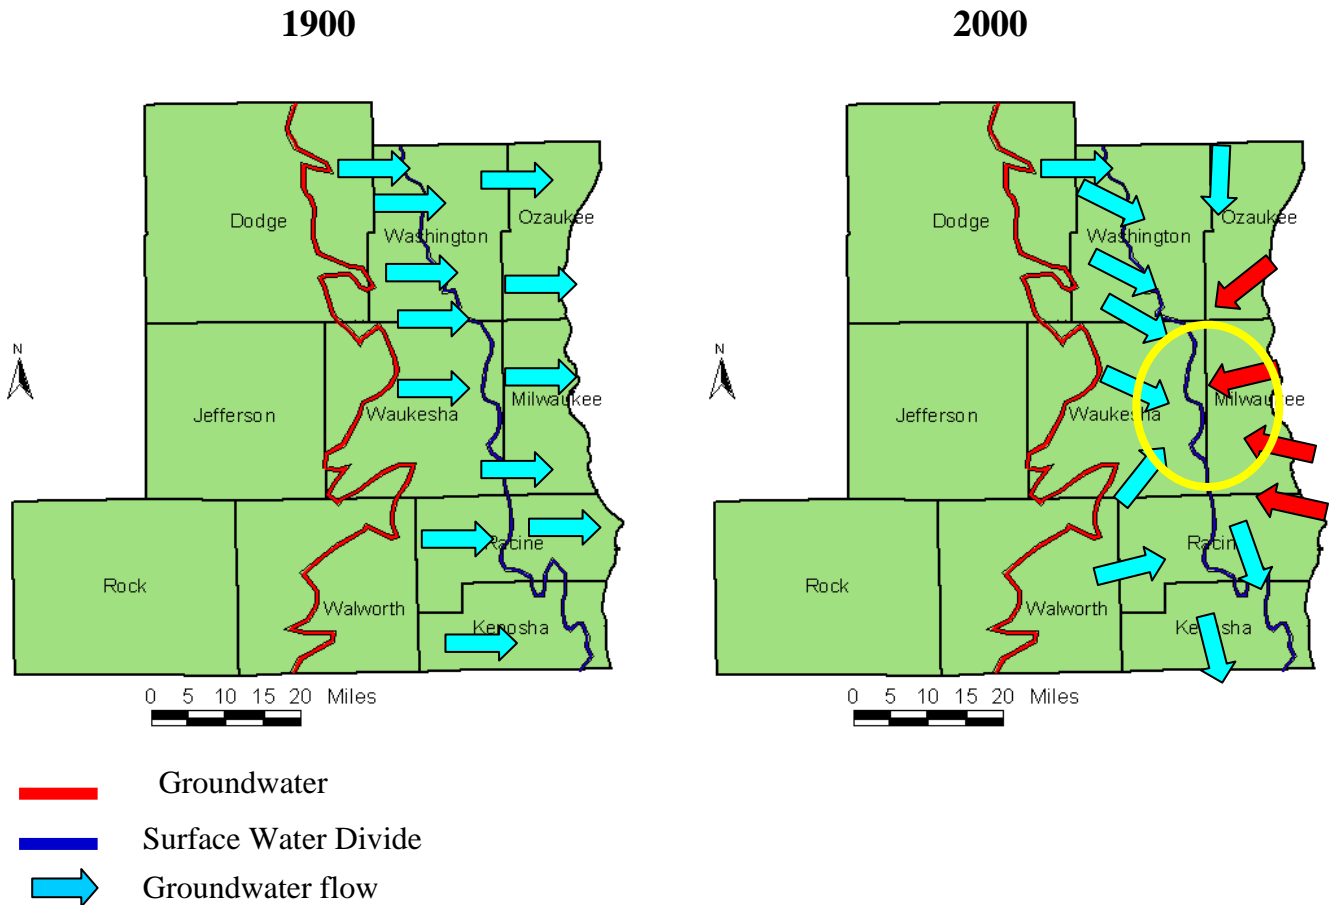 1900
2000
Dodge
Washington
Ozaukee
Jefferson
Waukesha
Milwaukee
Rock
Walworth
Racine
Kenosha
N
0 5 10 15 20 Miles
Dodge
Washington
Ozaukee
Jefferson
Waukesha
Milwaukee
Rock
Walworth
Racin
Kenosha
N
0 5 10 15 20 Miles
Groundwater
Surface Water Divide
Groundwater flow